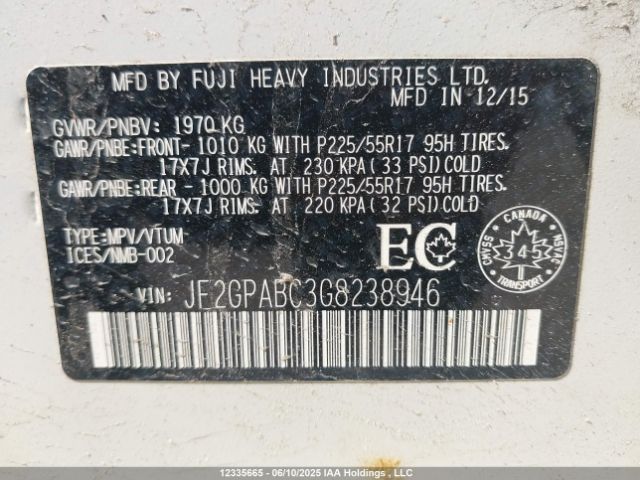 MFD BY FUJI HEAVY INDUSTRIES LTD.
MFD IN 12/15
GVWR/PNBV: 1970 KG
GAWR/PNBE:FRONT- 1010 KG WITH P225/55R17 95H TIRES.
17X7J RIMS. AT 230 KPA(33 PSI)COLD
GAWR/PNBE:REAR - 1000 KG WITH P225/55R17 95H TIRES.
17X7J RIMS. AT 220 KPA(32 PSI)COLD
TYPE:MPV/VTUM
ICES/NMB-002
EC
CANADA
CMVSS
345
NSVAC
TRANSPORT
VIN: JF2GPABC3G8238946
12335665 - 06/10/2025 IAA Holdings , LLC